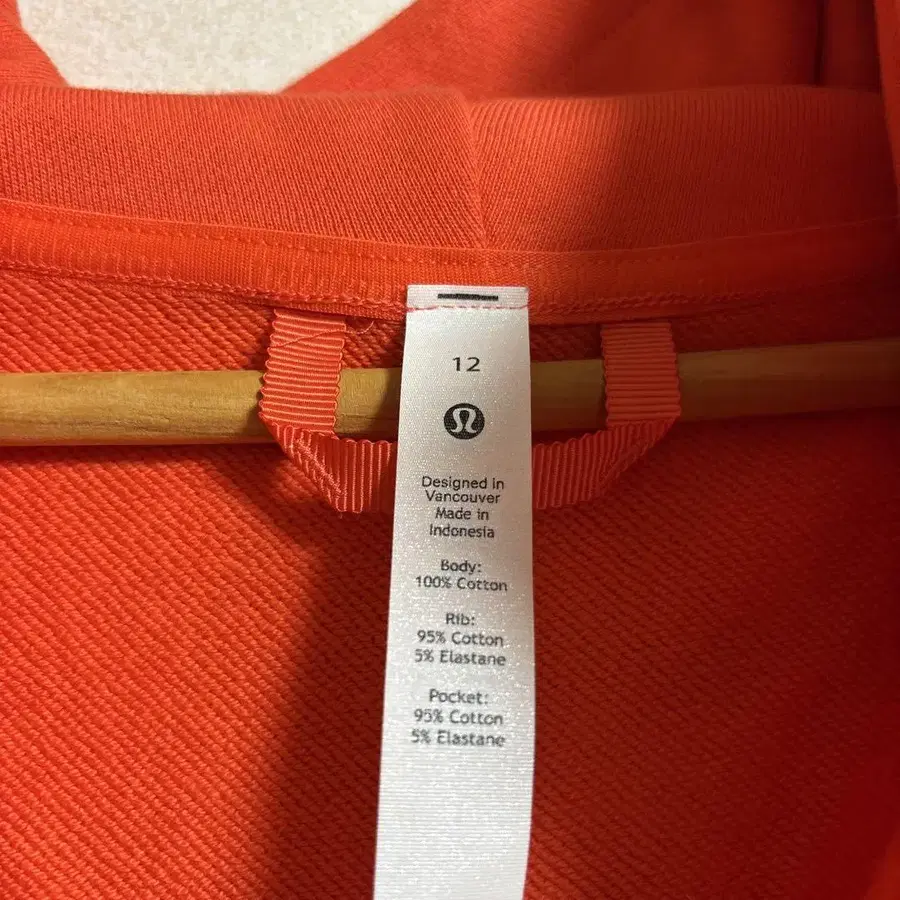 12
Designed in
Vancouver
Made in
Indonesia
Body:
100% Cotton
Rib:
95% Cotton
5% Elastane
Pocket:
95% Cotton
5% Elastane